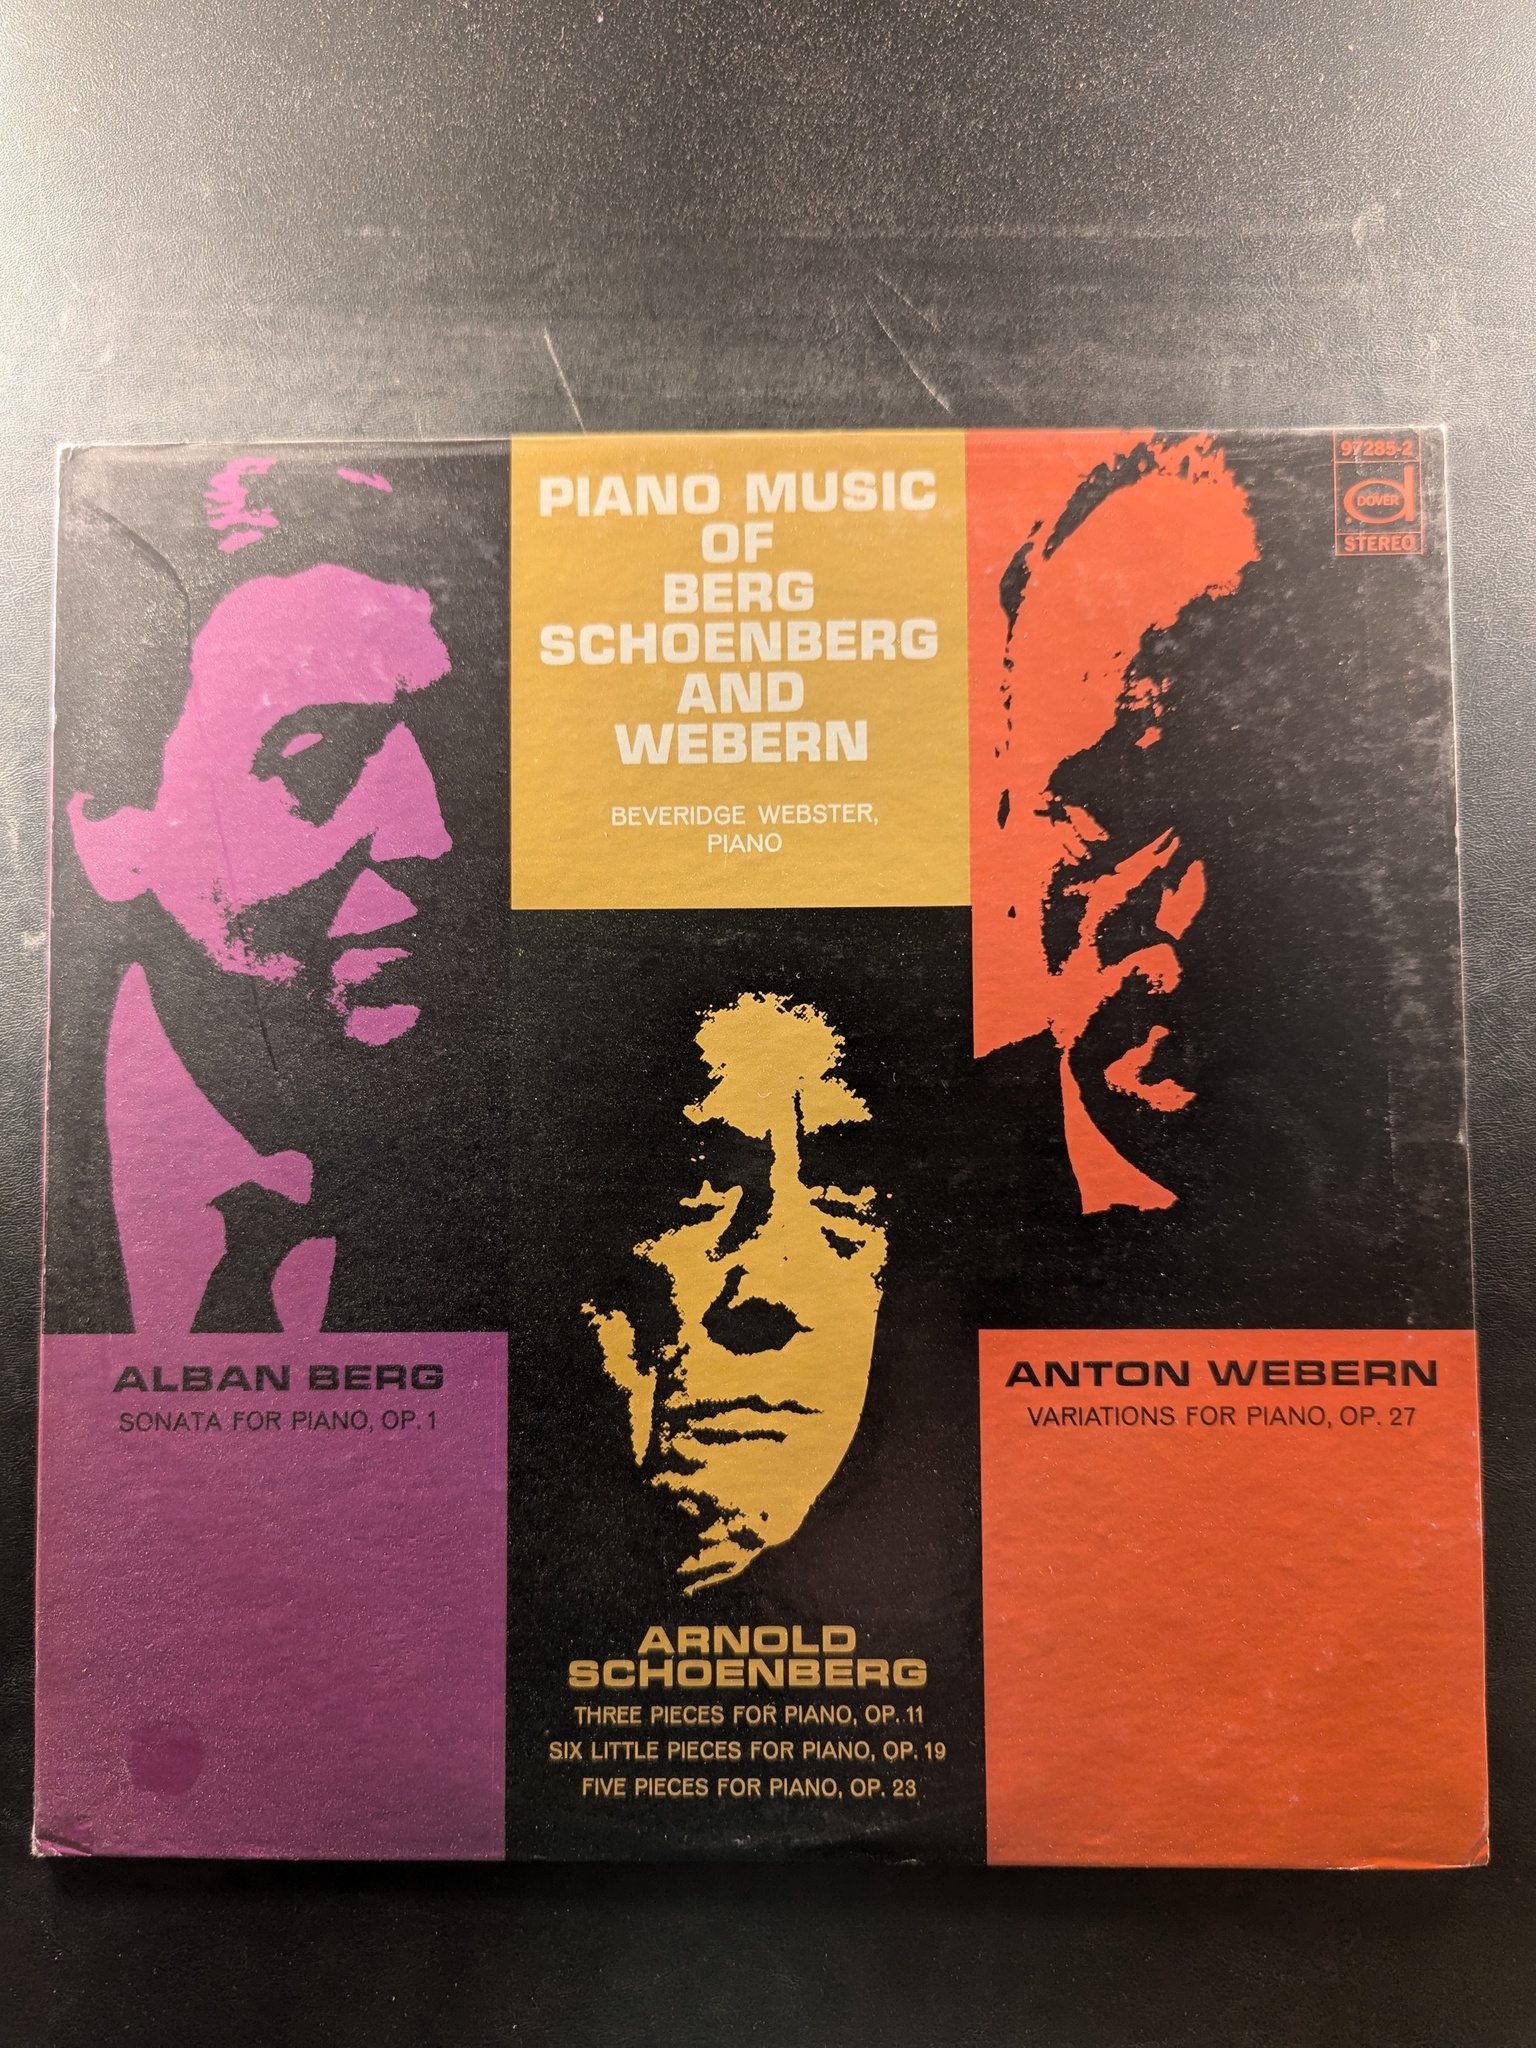 PIANO MUSIC
OF
BERG
SCHOENBERG
AND
WEBERN
BEVERIDGE WEBSTER,
PIANO
97285-2
DOVER
STEREO
ALBAN BERG
SONATA FOR PIANO, OP. 1
ARNOLD
SCHOENBERG
THREE PIECES FOR PIANO, OP. 11
SIX LITTLE PIECES FOR PIANO, OP. 19
FIVE PIECES FOR PIANO, OP. 23
ANTON WEBERN
VARIATIONS FOR PIANO, OP. 27